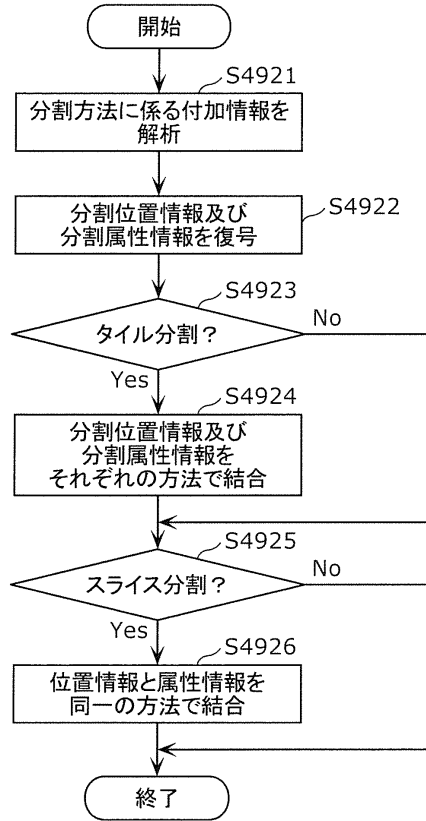 開始
S4921
分割方法に係る付加情報を
解析
S4922
分割位置情報及び
分割属性情報を復号
S4923
タイル分割?
No
Yes
S4924
分割位置情報及び
分割属性情報を
それぞれの方法で結合
S4925
スライス分割?
No
Yes
S4926
位置情報と属性情報を
同一の方法で結合
終了